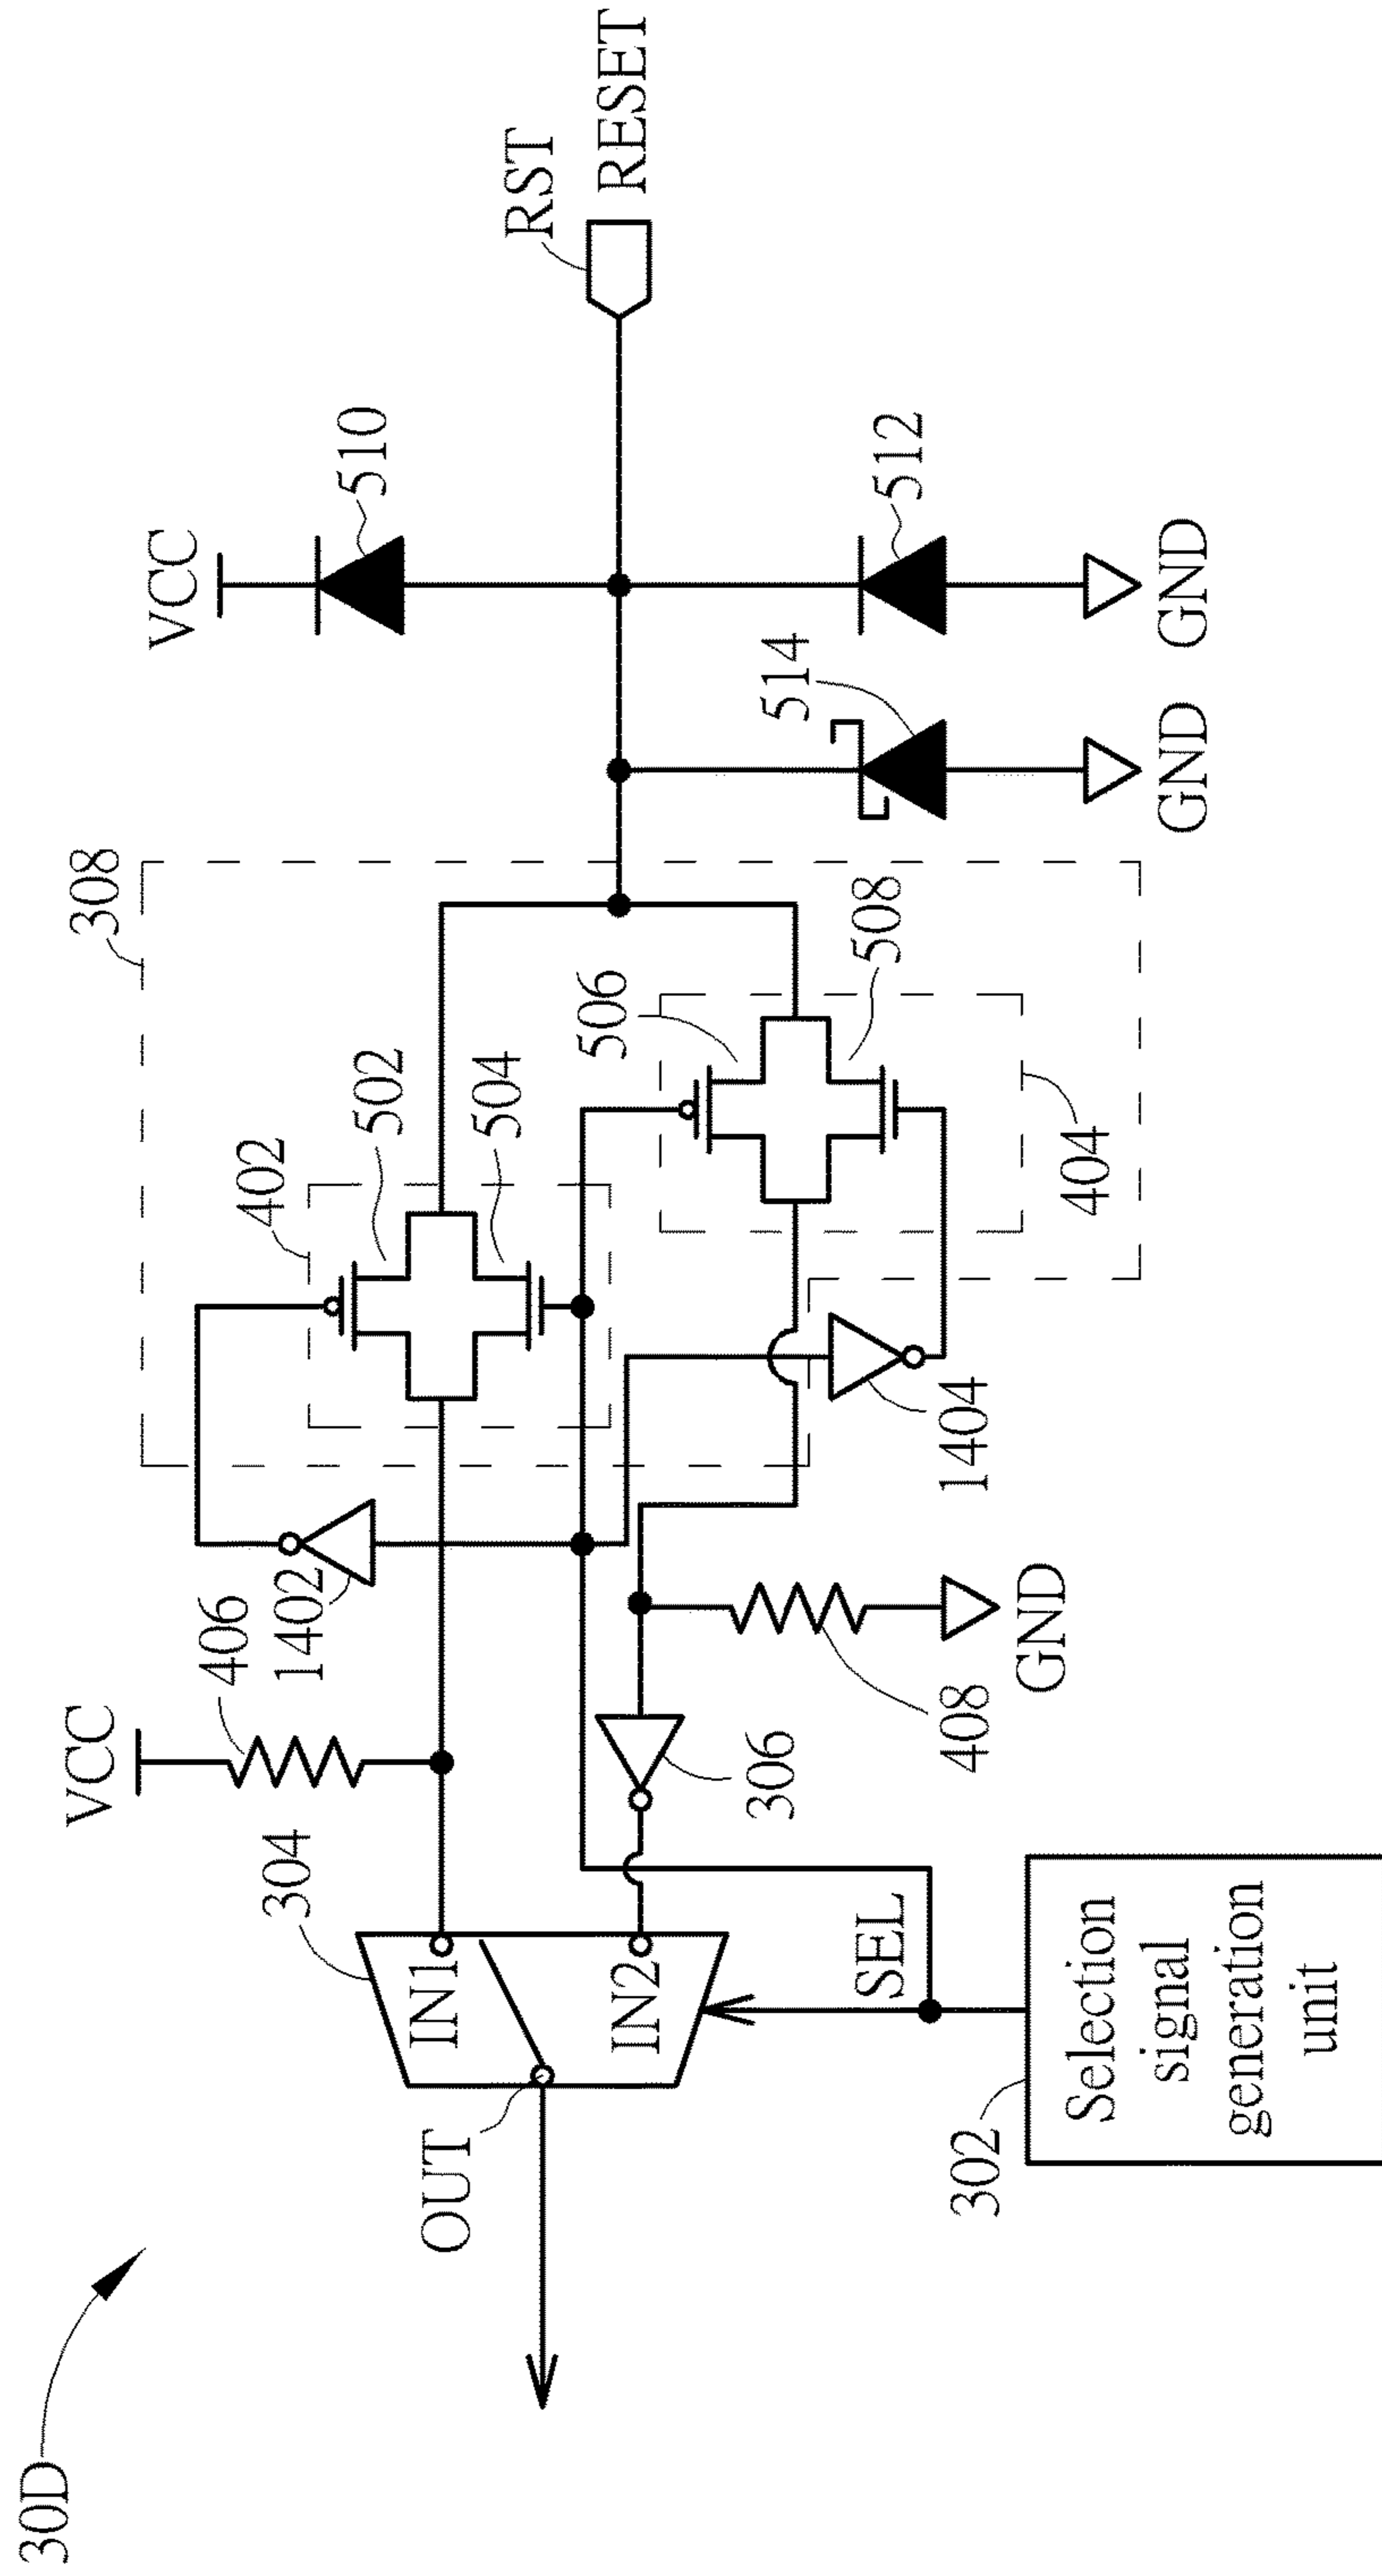 30D
VCC
VCC
308
RST
RESET
510
402
502
504
506
508
512
514
404
GND
GND
406
1402
304
IN1
IN2
OUT
306
408
GND
1404
SEL
302
Selection
signal
generation
unit